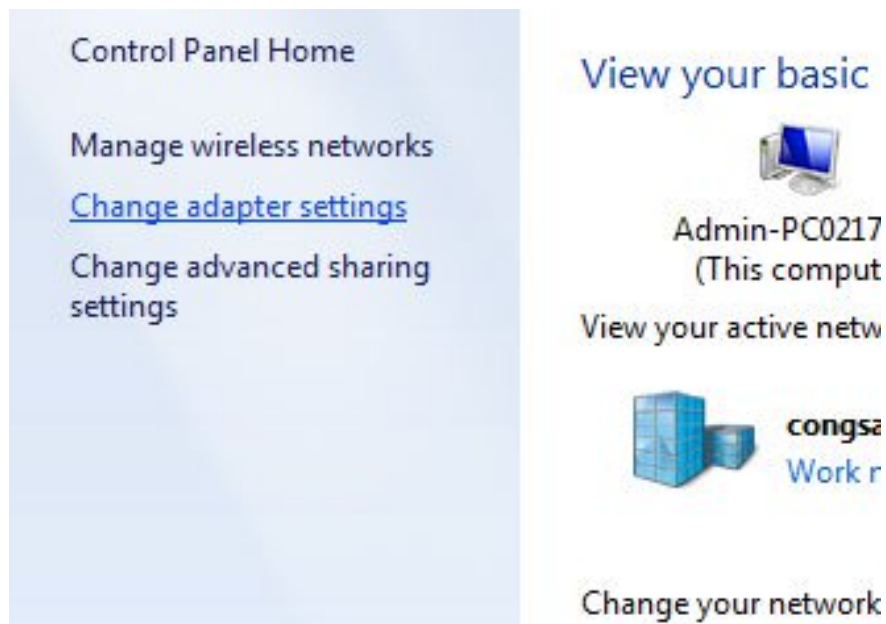 Control Panel Home
Manage wireless networks
Change adapter settings
Change advanced sharing
settings
View your basic
Admin-PC0217
(This comput
View your active netw
congsa
Work n
Change your network